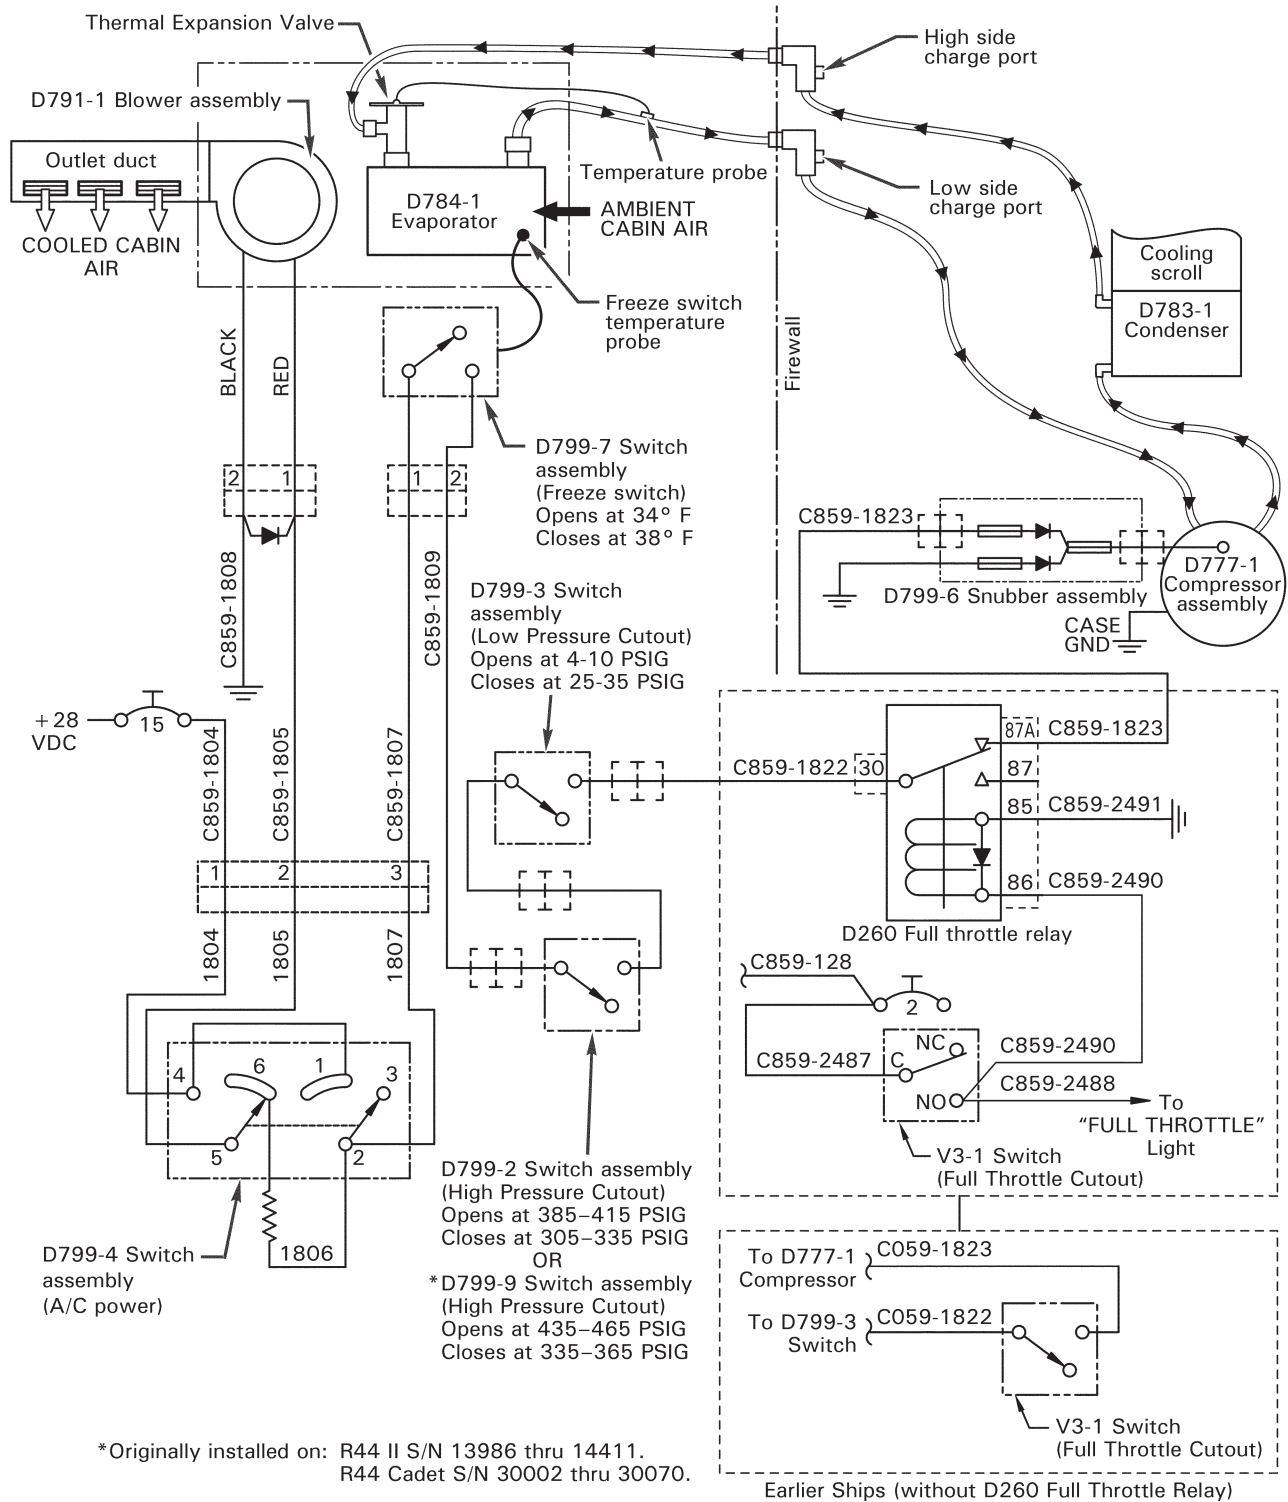 Thermal Expansion Valve
High side
charge port
D791-1 Blower assembly
Outlet duct
COOLED CABIN
AIR
D784-1
Evaporator
Temperature probe
AMBIENT
CABIN AIR
Low side
charge port
Cooling
scroll
D783-1
Condenser
Freeze switch
temperature
probe
Firewall
BLACK
RED
D799-7 Switch
assembly
(Freeze switch)
Opens at 34° F
Closes at 38° F
2
1
1
2
C859-1808
C859-1809
C859-1823
D799-6 Snubber assembly
D777-1
Compressor
assembly
CASE
GND
D799-3 Switch
assembly
(Low Pressure Cutout)
Opens at 4-10 PSIG
Closes at 25-35 PSIG
+28
VDC
15
C859-1804
C859-1805
C859-1807
C859-1822
30
87A
C859-1823
87
85
C859-2491
86
C859-2490
D260 Full throttle relay
1
2
3
1804
1805
1807
C859-128
2
C859-2487
C
NC
NO
C859-2490
C859-2488
To
“FULL THROTTLE”
Light
V3-1 Switch
(Full Throttle Cutout)
4
6
1
3
5
2
1806
D799-4 Switch
assembly
(A/C power)
D799-2 Switch assembly
(High Pressure Cutout)
Opens at 385–415 PSIG
Closes at 305–335 PSIG
OR
*D799-9 Switch assembly
(High Pressure Cutout)
Opens at 435–465 PSIG
Closes at 335–365 PSIG
To D777-1
Compressor
C059-1823
To D799-3
Switch
C059-1822
V3-1 Switch
(Full Throttle Cutout)
*Originally installed on: R44 II S/N 13986 thru 14411.
R44 Cadet S/N 30002 thru 30070.
Earlier Ships (without D260 Full Throttle Relay)